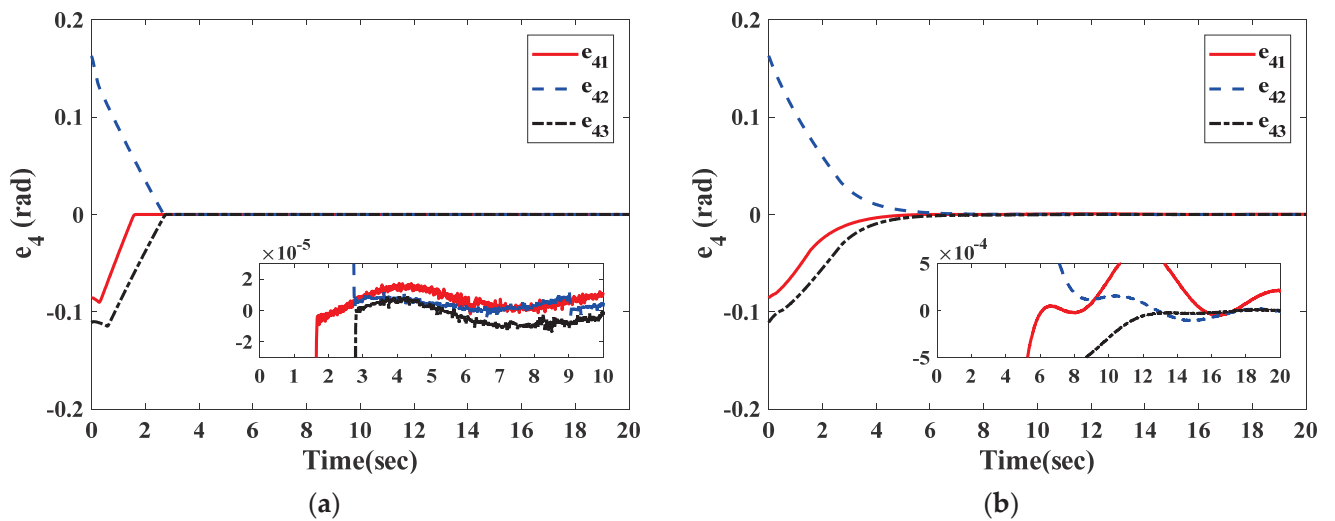 0.2
0.1
0
-0.1
-0.2
e4 (rad)
e41
e42
e43
×10-5
2
0
-2
0 1 2 3 4 5 6 7 8 9 10
0 2 4 6 8 10 12 14 16 18 20
Time(sec)
(a)
0.2
0.1
0
-0.1
-0.2
e4 (rad)
e41
e42
e43
×10-4
5
0
-5
0 2 4 6 8 10 12 14 16 18 20
0 2 4 6 8 10 12 14 16 18 20
Time(sec)
(b)